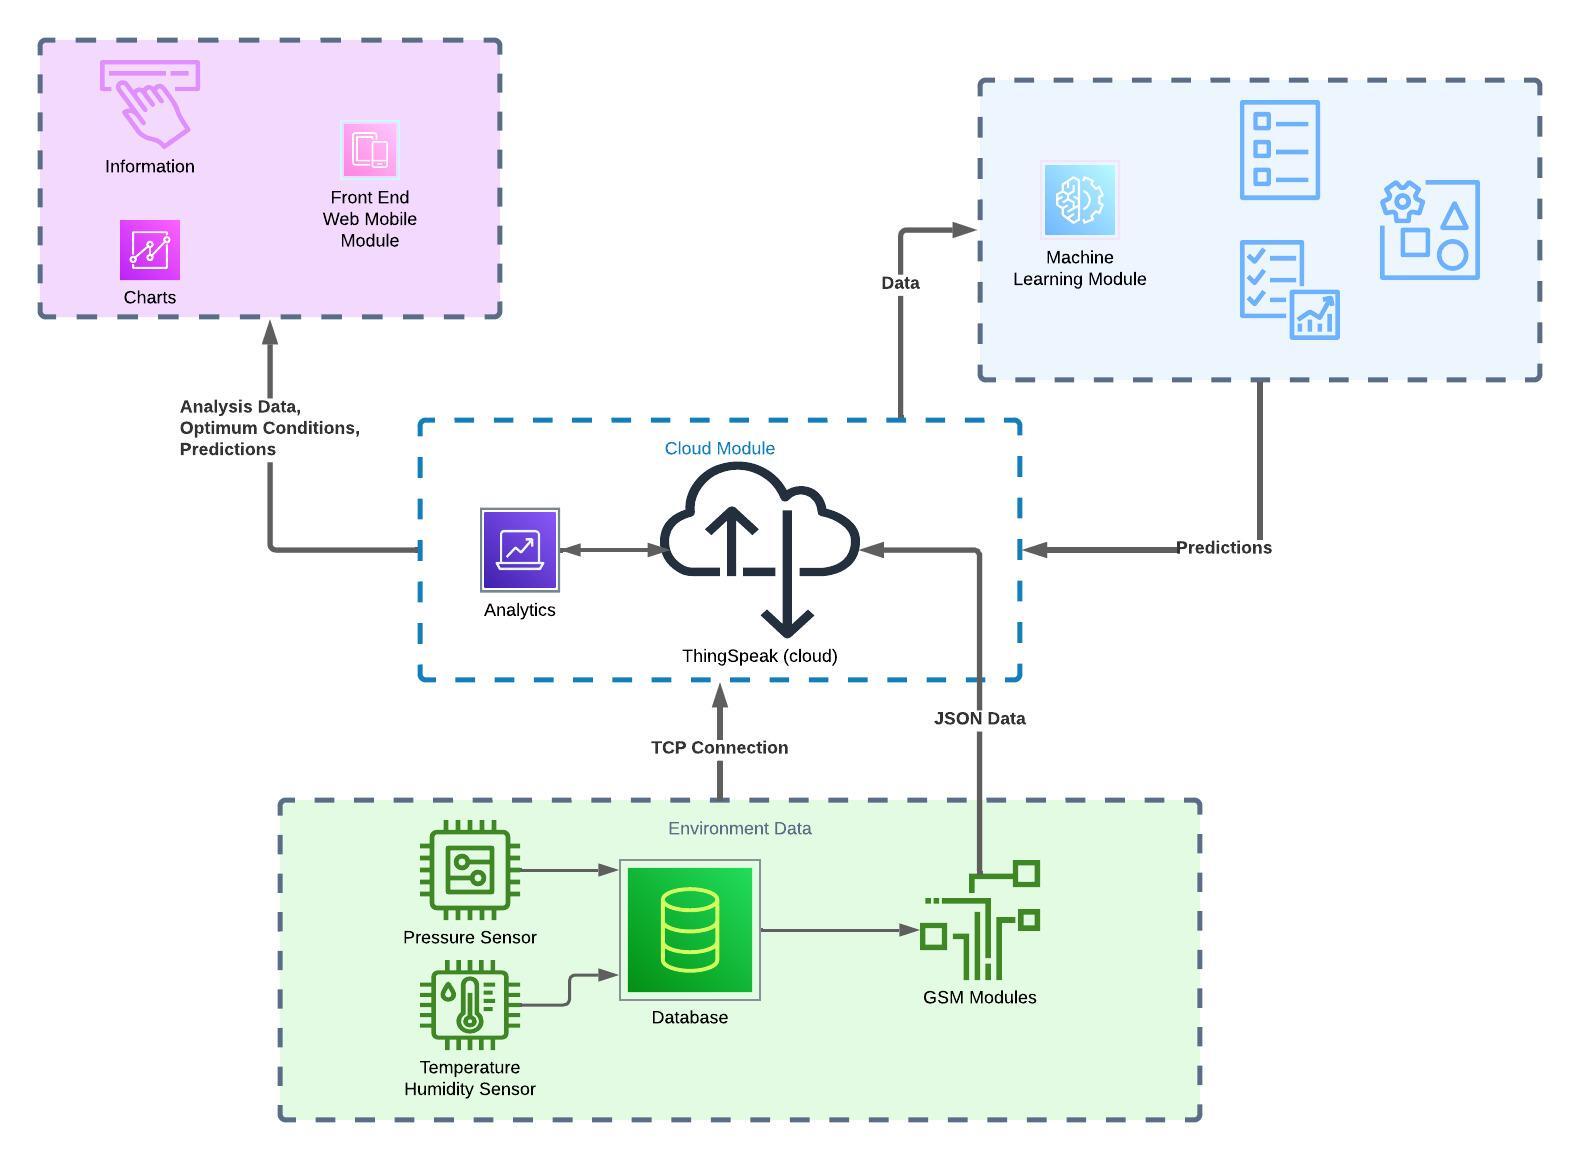 Information
Front End
Web Mobile
Module
Charts
Machine
Learning Module
Data
Analysis Data,
Optimum Conditions,
Predictions
Cloud Module
Analytics
ThingSpeak (cloud)
Predictions
TCP Connection
JSON Data
Environment Data
Pressure Sensor
Database
GSM Modules
Temperature
Humidity Sensor